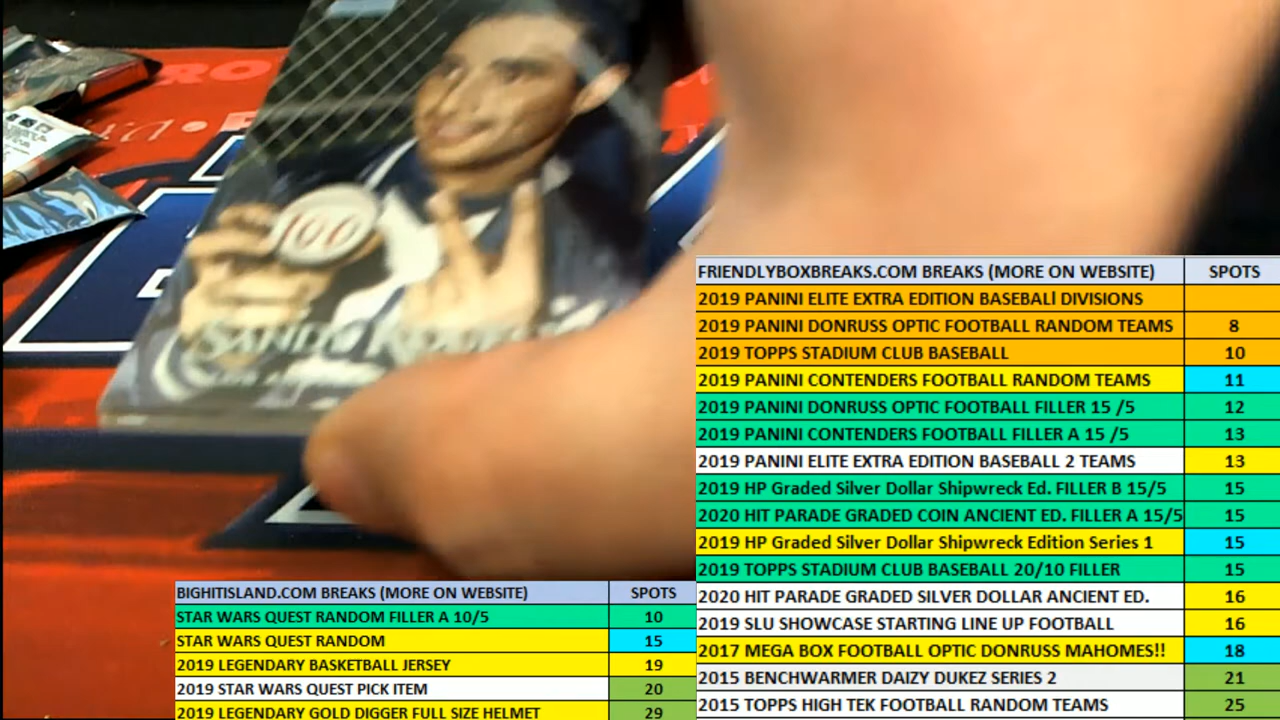 RO
100
SANDY KOUFAX
FRIENDLYBOXBREAKS.COM BREAKS (MORE ON WEBSITE) SPOTS
2019 PANINI ELITE EXTRA EDITION BASEBALl DIVISIONS
2019 PANINI DONRUSS OPTIC FOOTBALL RANDOM TEAMS 8
2019 TOPPS STADIUM CLUB BASEBALL 10
2019 PANINI CONTENDERS FOOTBALL RANDOM TEAMS 11
2019 PANINI DONRUSS OPTIC FOOTBALL FILLER 15 /5 12
2019 PANINI CONTENDERS FOOTBALL FILLER A 15 /5 13
2019 PANINI ELITE EXTRA EDITION BASEBALL 2 TEAMS 13
2019 HP Graded Silver Dollar Shipwreck Ed. FILLER B 15/5 15
2020 HIT PARADE GRADED COIN ANCIENT ED. FILLER A 15/5 15
2019 HP Graded Silver Dollar Shipwreck Edition Series 1 15
2019 TOPPS STADIUM CLUB BASEBALL 20/10 FILLER 15
2020 HIT PARADE GRADED SILVER DOLLAR ANCIENT ED. 16
2019 SLU SHOWCASE STARTING LINE UP FOOTBALL 16
2017 MEGA BOX FOOTBALL OPTIC DONRUSS MAHOMES!! 18
2015 BENCHWARMER DAIZY DUKEZ SERIES 2 21
2015 TOPPS HIGH TEK FOOTBALL RANDOM TEAMS 25
BIGHITISLAND.COM BREAKS (MORE ON WEBSITE) SPOTS
STAR WARS QUEST RANDOM FILLER A 10/5 10
STAR WARS QUEST RANDOM 15
2019 LEGENDARY BASKETBALL JERSEY 19
2019 STAR WARS QUEST PICK ITEM 20
2019 LEGENDARY GOLD DIGGER FULL SIZE HELMET 29